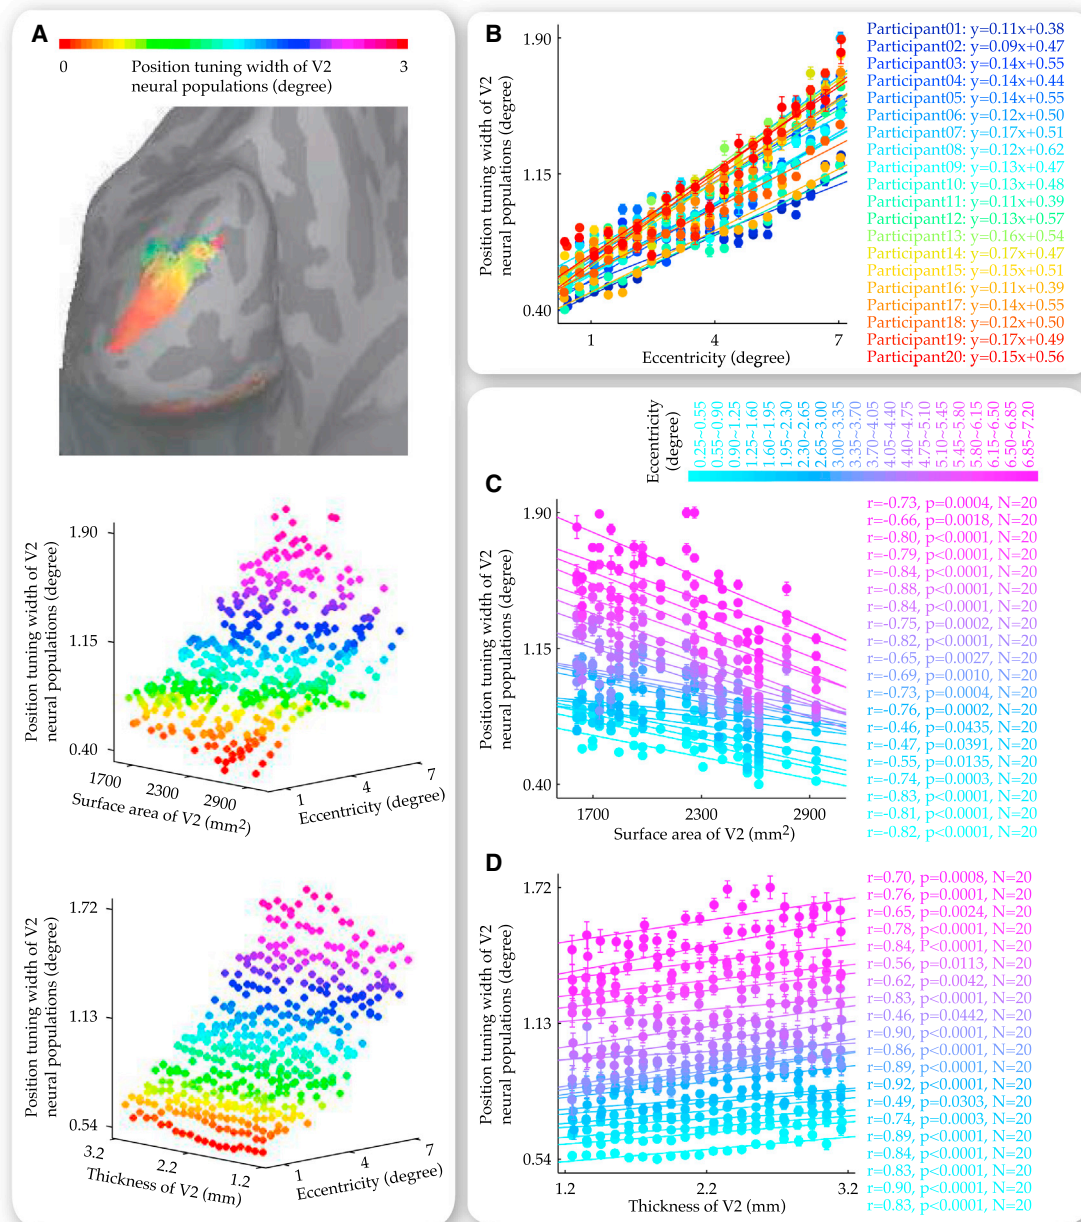 A
0
3
Position tuning width of V2
neural populations (degree)
Position tuning width of V2
neural populations (degree)
1.90
1.15
0.40
1700
2300
2900
Surface area of V2 (mm2)
1
4
7
Eccentricity (degree)
Position tuning width of V2
neural populations (degree)
1.72
1.13
0.54
3.2
2.2
1.2
Thickness of V2 (mm)
1
4
7
Eccentricity (degree)
B
Position tuning width of V2
neural populations (degree)
1.90
1.15
0.40
1
4
7
Eccentricity (degree)
Participant01: y=0.11x+0.38
Participant02: y=0.09x+0.47
Participant03: y=0.14x+0.55
Participant04: y=0.14x+0.44
Participant05: y=0.14x+0.55
Participant06: y=0.12x+0.50
Participant07: y=0.17x+0.51
Participant08: y=0.12x+0.62
Participant09: y=0.13x+0.47
Participant10: y=0.13x+0.48
Participant11: y=0.11x+0.39
Participant12: y=0.13x+0.57
Participant13: y=0.16x+0.54
Participant14: y=0.17x+0.47
Participant15: y=0.15x+0.51
Participant16: y=0.11x+0.39
Participant17: y=0.14x+0.55
Participant18: y=0.12x+0.50
Participant19: y=0.17x+0.49
Participant20: y=0.15x+0.56
Eccentricity
(degree)
0.25~0.55
0.55~0.90
0.90~1.25
1.25~1.60
1.60~1.95
1.95~2.30
2.30~2.65
2.65~3.00
3.00~3.35
3.35~3.70
3.70~4.05
4.05~4.40
4.40~4.75
4.75~5.10
5.10~5.45
5.45~5.80
5.80~6.15
6.15~6.50
6.50~6.85
6.85~7.20
C
Position tuning width of V2
neural populations (degree)
1.90
1.15
0.40
1700
2300
2900
Surface area of V2 (mm2)
r=-0.73, p=0.0004, N=20
r=-0.66, p=0.0018, N=20
r=-0.80, p<0.0001, N=20
r=-0.79, p<0.0001, N=20
r=-0.84, p<0.0001, N=20
r=-0.88, p<0.0001, N=20
r=-0.84, p<0.0001, N=20
r=-0.75, p=0.0002, N=20
r=-0.82, p<0.0001, N=20
r=-0.65, p=0.0027, N=20
r=-0.69, p=0.0010, N=20
r=-0.73, p=0.0004, N=20
r=-0.76, p=0.0002, N=20
r=-0.46, p=0.0435, N=20
r=-0.47, p=0.0391, N=20
r=-0.55, p=0.0135, N=20
r=-0.74, p=0.0003, N=20
r=-0.83, p<0.0001, N=20
r=-0.81, p<0.0001, N=20
r=-0.82, p<0.0001, N=20
D
Position tuning width of V2
neural populations (degree)
1.72
1.13
0.54
1.2
2.2
3.2
Thickness of V2 (mm)
r=0.70, p=0.0008, N=20
r=0.76, p=0.0001, N=20
r=0.65, p=0.0024, N=20
r=0.78, p<0.0001, N=20
r=0.84, p<0.0001, N=20
r=0.56, p=0.0113, N=20
r=0.62, p=0.0042, N=20
r=0.83, p<0.0001, N=20
r=0.46, p=0.0442, N=20
r=0.90, p<0.0001, N=20
r=0.86, p<0.0001, N=20
r=0.89, p<0.0001, N=20
r=0.92, p<0.0001, N=20
r=0.49, p=0.0303, N=20
r=0.74, p=0.0003, N=20
r=0.89, p<0.0001, N=20
r=0.84, p<0.0001, N=20
r=0.83, p<0.0001, N=20
r=0.90, p<0.0001, N=20
r=0.83, p<0.0001, N=20